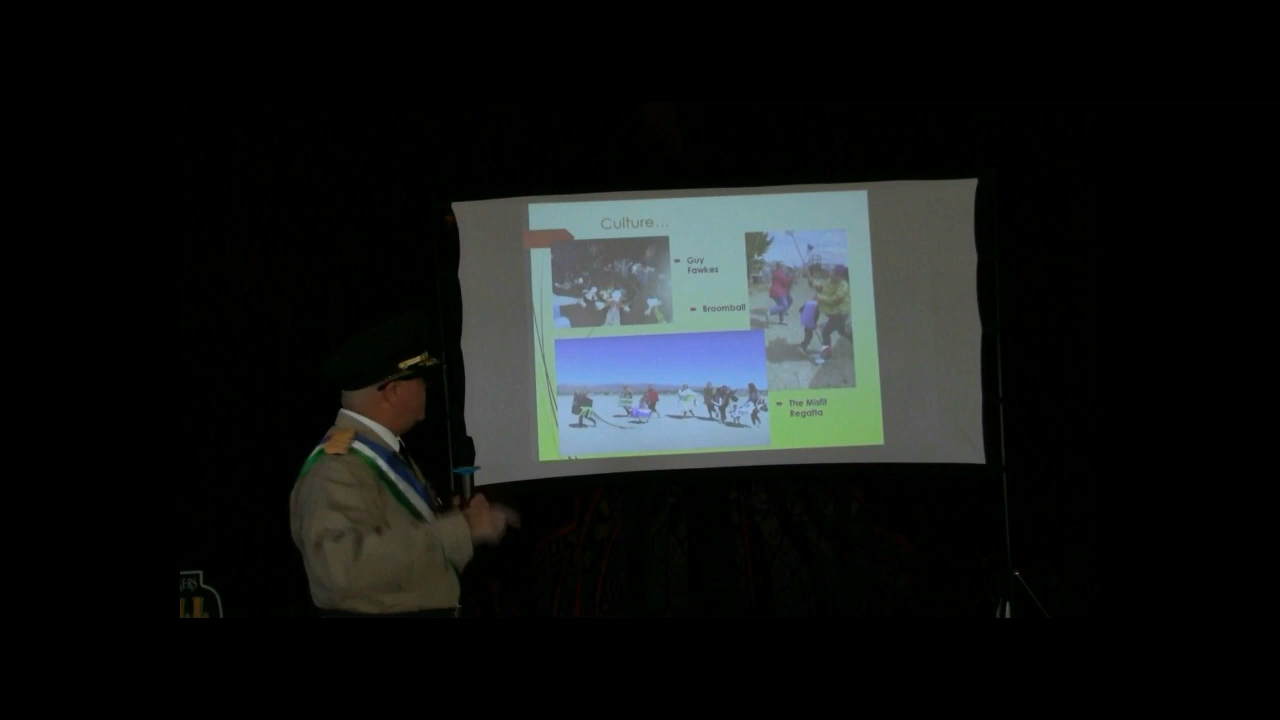 Culture...
Guy
Fawkes
Broomball
The Misfit
Regatta